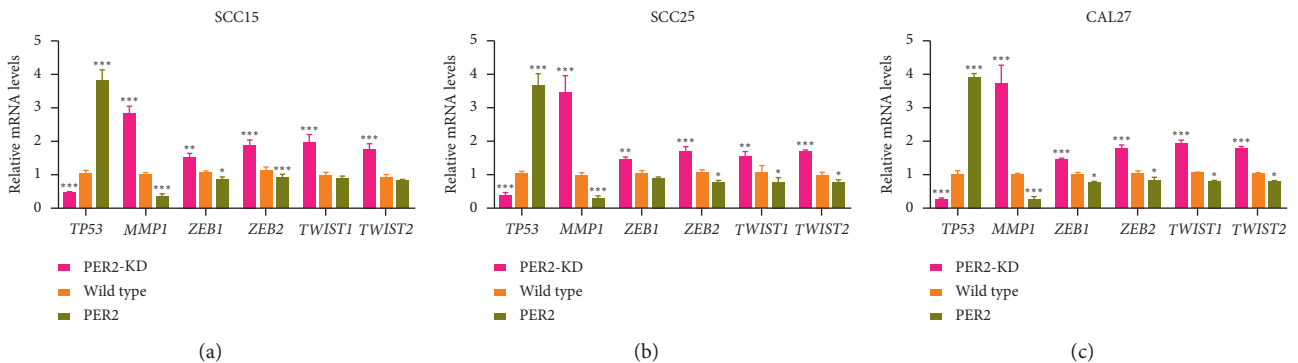 SCC15
Relative mRNA levels
5
4
3
2
1
0
***
***
***
***
**
*
***
***
***
***
TP53 MMP1 ZEB1 ZEB2 TWIST1 TWIST2
PER2-KD
Wild type
PER2
(a)
SCC25
Relative mRNA levels
5
4
3
2
1
0
***
***
***
***
**
***
*
**
*
***
*
TP53 MMP1 ZEB1 ZEB2 TWIST1 TWIST2
PER2-KD
Wild type
PER2
(b)
CAL27
Relative mRNA levels
5
4
3
2
1
0
***
***
***
***
***
*
***
*
***
*
***
*
TP53 MMP1 ZEB1 ZEB2 TWIST1 TWIST2
PER2-KD
Wild type
PER2
(c)